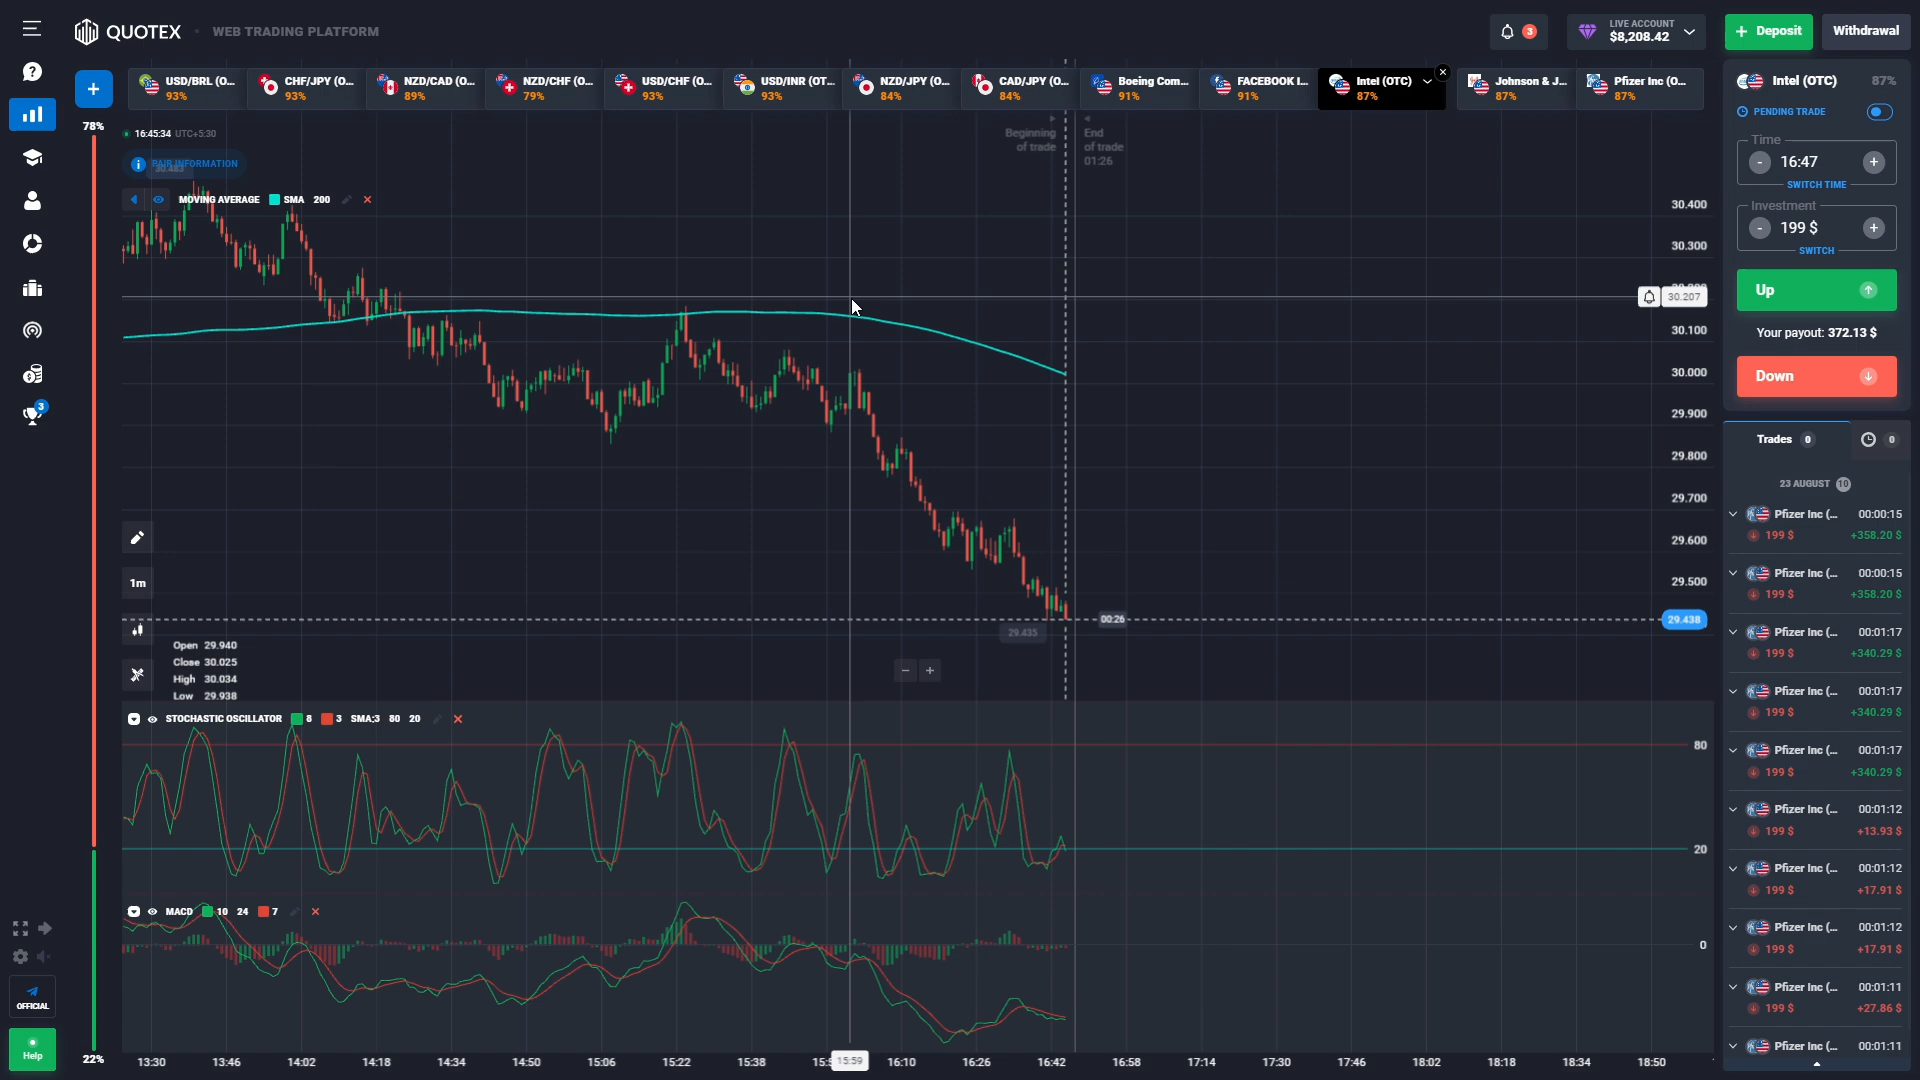 QUOTEX
WEB TRADING PLATFORM
3
LIVE ACCOUNT
$8,208.42
+ Deposit
Withdrawal
+
USD/BRL (O...
93%
CHF/JPY (O...
93%
NZD/CAD (O...
89%
NZD/CHF (O...
79%
USD/CHF (O...
93%
USD/INR (OT...
93%
NZD/JPY (O...
84%
CAD/JPY (O...
84%
Boeing Com...
91%
FACEBOOK I...
91%
Intel (OTC)
87%
Johnson & J...
87%
Pfizer Inc (O...
87%
Intel (OTC)
87%
PENDING TRADE
Time
- 16:47 +
SWITCH TIME
Investment
- 199 $ +
SWITCH
Up
Your payout: 372.13 $
Down
78%
16:45:34 UTC+5:30
PAIR INFORMATION
30.483
Beginning
of trade
End
of trade
01:26
MOVING AVERAGE SMA 200
30.400
30.300
30.207
30.100
30.000
29.900
29.800
29.700
29.600
29.500
29.438
00:26
29.435
1m
Open 29.940
Close 30.025
High 30.034
Low 29.938
− +
STOCHASTIC OSCILLATOR 8 3 SMA;3 80 20
80
20
MACD 10 24 7
0
3
OFFICIAL
Help
22%
13:30 13:46 14:02 14:18 14:34 14:50 15:06 15:22 15:38 15:59 16:10 16:26 16:42 16:58 17:14 17:30 17:46 18:02 18:18 18:34 18:50
Trades 0
0
23 AUGUST 10
Pfizer Inc (... 00:00:15
199 $ +358.20 $
Pfizer Inc (... 00:00:15
199 $ +358.20 $
Pfizer Inc (... 00:01:17
199 $ +340.29 $
Pfizer Inc (... 00:01:17
199 $ +340.29 $
Pfizer Inc (... 00:01:17
199 $ +340.29 $
Pfizer Inc (... 00:01:12
199 $ +13.93 $
Pfizer Inc (... 00:01:12
199 $ +17.91 $
Pfizer Inc (... 00:01:12
199 $ +17.91 $
Pfizer Inc (... 00:01:11
199 $ +27.86 $
Pfizer Inc (... 00:01:11